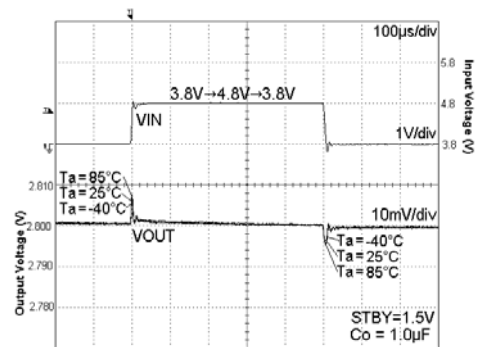 100µs/div
5.8
3.8V→4.8V→3.8V
4.8
VIN
1V/div
3.8
Input Voltage (V)
2.810
Ta= 85°C
Ta= 25°C
Ta= -40°C
10mV/div
2.800
VOUT
Ta= -40°C
Ta= 25°C
Ta= 85°C
2.790
2.780
Output Voltage (V)
STBY=1.5V
Co = 1.0µF